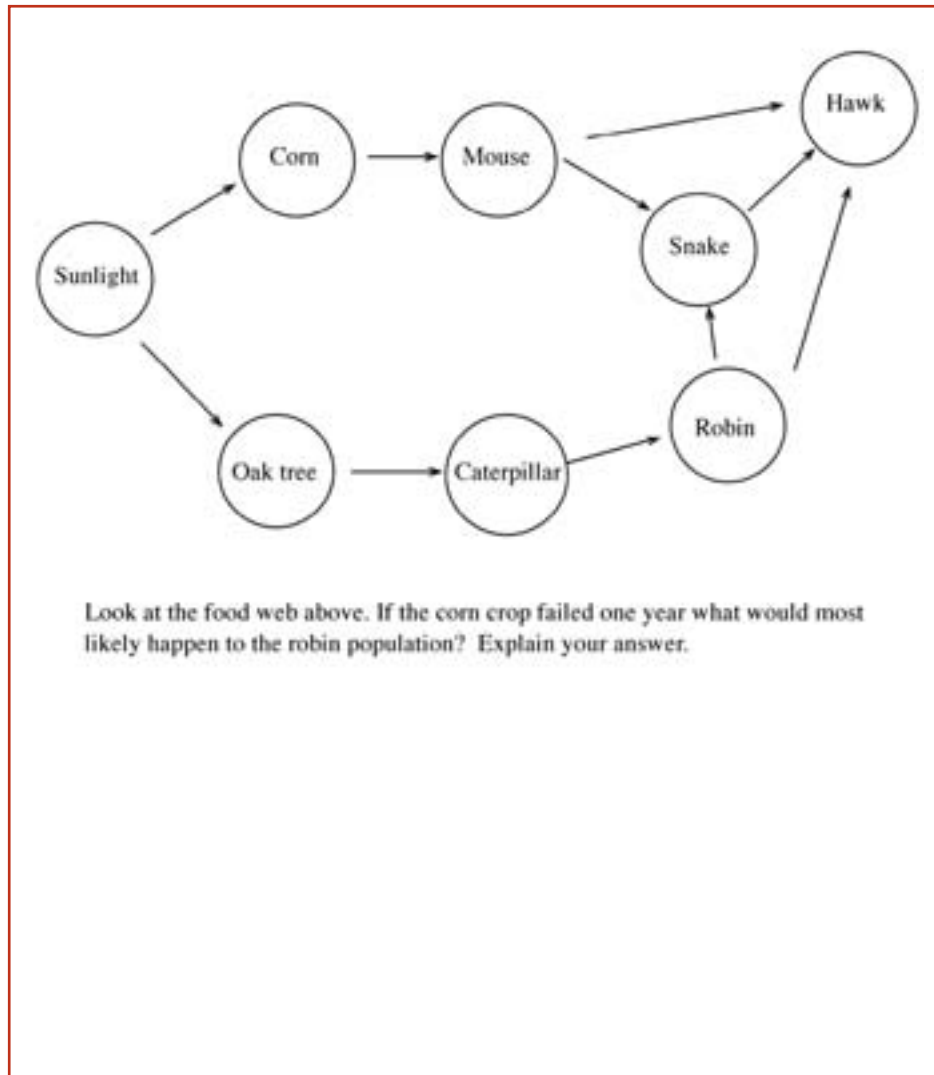 Hawk
Corn
Mouse
Snake
Sunlight
Robin
Oak tree
Caterpillar
Look at the food web above. If the corn crop failed one year what would most
likely happen to the robin population?  Explain your answer.